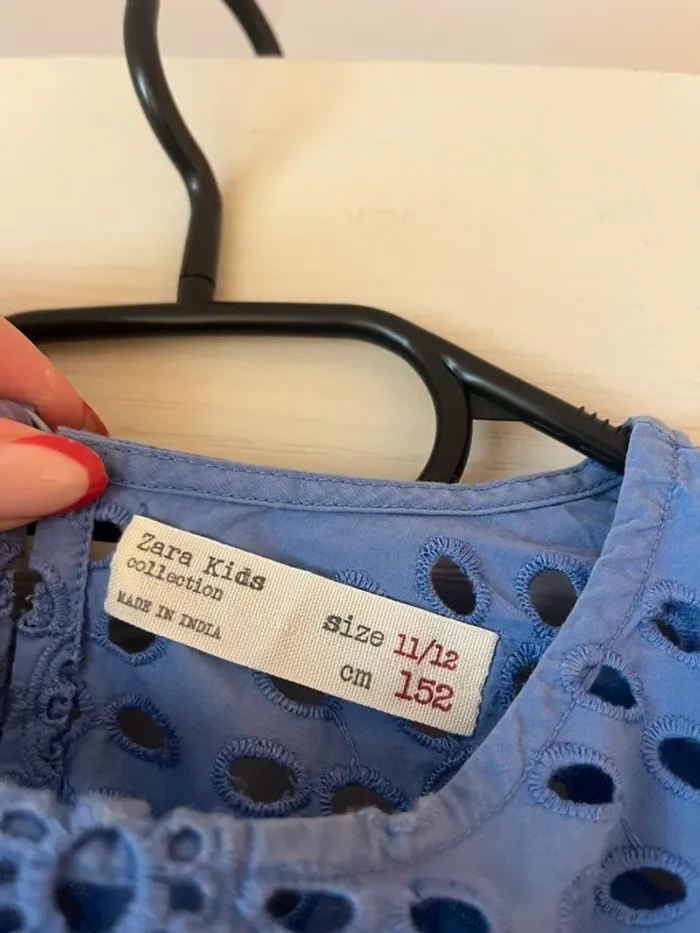 Zara Kids
collection
MADE IN INDIA
size 11/12
cm 152